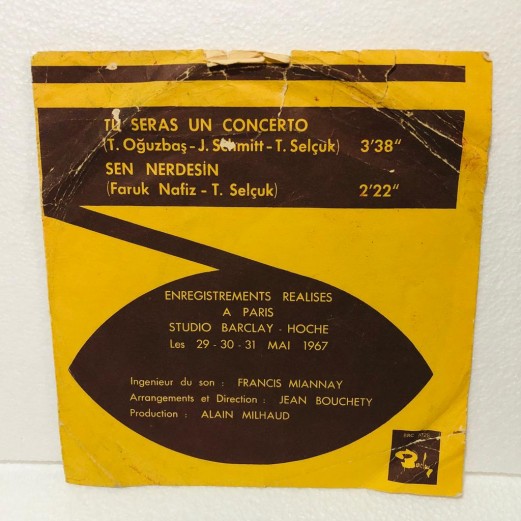 TU SERAS UN CONCERTO
(T. Oğuzbaş - J. Schmitt - T. Selçuk) 3'38"
SEN NERDESİN
(Faruk Nafiz - T. Selçuk) 2'22"
ENREGISTREMENTS REALISES
A PARIS
STUDIO BARCLAY - HOCHE
Les 29 - 30 - 31 MAI 1967
Ingenieur du son : FRANCIS MIANNAY
Arrangements et Direction : JEAN BOUCHETY
Production : ALAIN MILHAUD